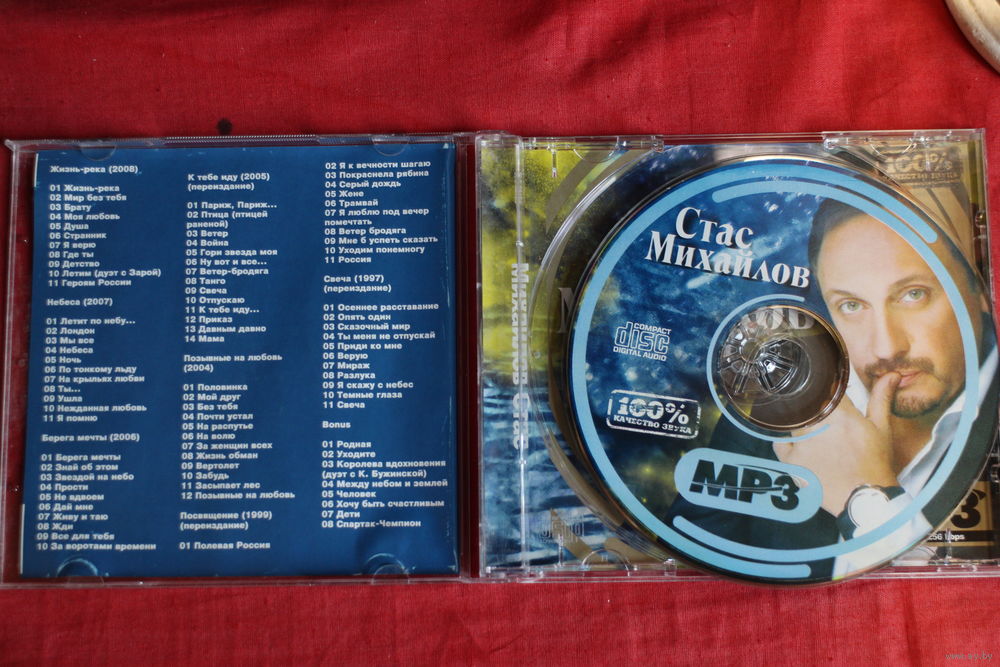 Жизнь-река (2008)
01 Жизнь-река
02 Мир без тебя
03 Брату
04 Моя любовь
05 Душа
06 Странник
07 Я верю
08 Где ты
09 Детство
10 Летим (дуэт с Зарой)
11 Героям России
Небеса (2007)
01 Летит по небу...
02 Лондон
03 Мы все
04 Небеса
05 Ночь
06 По тонкому льду
07 На крыльях любви
08 Ты...
09 Ушла
10 Нежданная любовь
11 Я помню
Берега мечты (2006)
01 Берега мечты
02 Знай об этом
03 Звездой на небо
04 Прости
05 Не вдвоем
06 Дай мне
07 Живу и таю
08 Жди
09 Все для тебя
10 За воротами времени
К тебе иду (2005)
(переиздание)
01 Париж, Париж...
02 Птица (птицей
раненой)
03 Ветер
04 Война
05 Гори звезда моя
06 Ну вот и все...
07 Ветер-бродяга
08 Танго
09 Свеча
10 Отпускаю
11 К тебе иду...
12 Приказ
13 Давным давно
14 Мама
Позывные на любовь
(2004)
01 Половинка
02 Мой друг
03 Без тебя
04 Почти устал
05 На распутье
06 На волю
07 За женщин всех
08 Жизнь обман
09 Вертолет
10 Забудь
11 Засыпает лес
12 Позывные на любовь
Посвящение (1999)
(переиздание)
01 Полевая Россия
02 Я к вечности шагаю
03 Покраснела рябина
04 Серый дождь
05 Жене
06 Трамвай
07 Я люблю под вечер
помечтать
08 Ветер бродяга
09 Мне б успеть сказать
10 Уходим понемногу
11 Россия
Свеча (1997)
(переиздание)
01 Осеннее расставание
02 Опять один
03 Сказочный мир
04 Ты меня не отпускай
05 Приди ко мне
06 Верую
07 Мираж
08 Разлука
09 Я скажу с небес
10 Темные глаза
11 Свеча
Bonus
01 Родная
02 Уходите
03 Королева вдохновения
(дуэт с К. Бужинской)
04 Между небом и землей
05 Человек
06 Хочу быть счастливым
07 Дети
08 Спартак-Чемпион
Стас
Михайлов
COMPACT
disc
DIGITAL AUDIO
100%
КАЧЕСТВО ЗВУКА
MP3
100%
КАЧЕСТВО ЗВУКА
3
256 kbps
www.ay.by